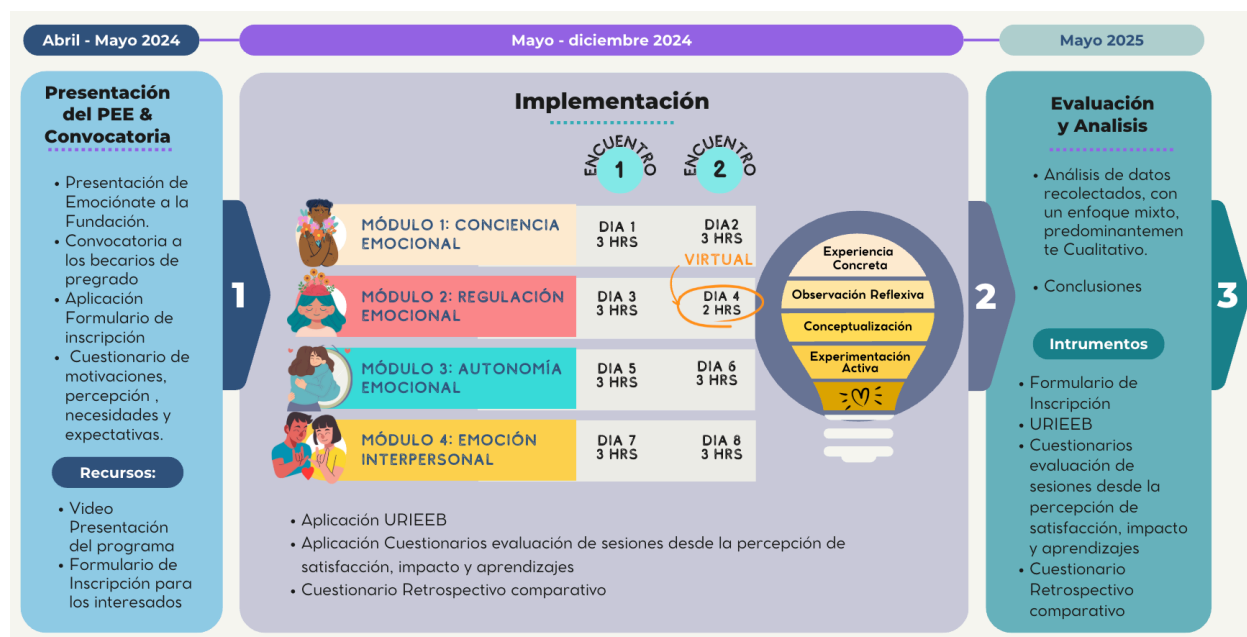 Abril - Mayo 2024
Mayo - diciembre 2024
Mayo 2025
Presentación
del PEE &
Convocatoria
• Presentación de
Emociónate a la
Fundación.
• Convocatoria a
los becarios de
pregrado
• Aplicación
Formulario de
inscripción
• Cuestionario de
motivaciones,
percepción ,
necesidades y
expectativas.
Recursos:
• Video
Presentación
del programa
• Formulario de
Inscripción para
los interesados
1
Implementación
ENCUENTRO
1
ENCUENTRO
2
MÓDULO 1: CONCIENCIA
EMOCIONAL
DIA 1
3 HRS
DIA2
3 HRS
VIRTUAL
MÓDULO 2: REGULACIÓN
EMOCIONAL
DIA 3
3 HRS
DIA 4
2 HRS
MÓDULO 3: AUTONOMÍA
EMOCIONAL
DIA 5
3 HRS
DIA 6
3 HRS
MÓDULO 4: EMOCIÓN
INTERPERSONAL
DIA 7
3 HRS
DIA 8
3 HRS
Experiencia
Concreta
Observación Reflexiva
Conceptualización
Experimentación
Activa
• Aplicación URIEEB
• Aplicación Cuestionarios evaluación de sesiones desde la percepción de
satisfacción, impacto y aprendizajes
• Cuestionario Retrospectivo comparativo
2
Evaluación
y Analisis
• Análisis de datos
recolectados, con
un enfoque mixto,
predominantemen
te Cualitativo.
• Conclusiones
Intrumentos
• Formulario de
Inscripción
• URIEEB
• Cuestionarios
evaluación de
sesiones desde la
percepción de
satisfacción, impacto
y aprendizajes
• Cuestionario
Retrospectivo
comparativo
3